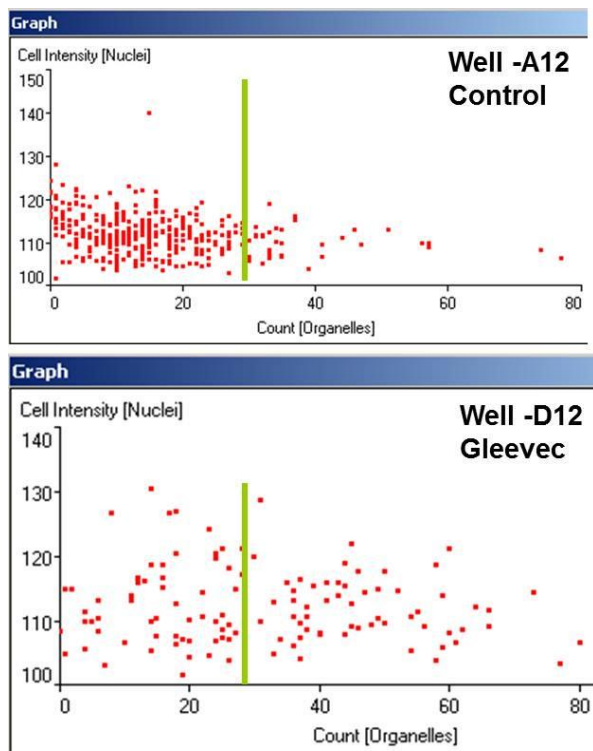 Graph
Cell Intensity [Nuclei]
Well -A12
Control
150
140
130
120
110
100
0 20 40 60 80
Count [Organelles]
Graph
Cell Intensity [Nuclei]
Well -D12
Gleevec
140
130
120
110
100
0 20 40 60 80
Count [Organelles]